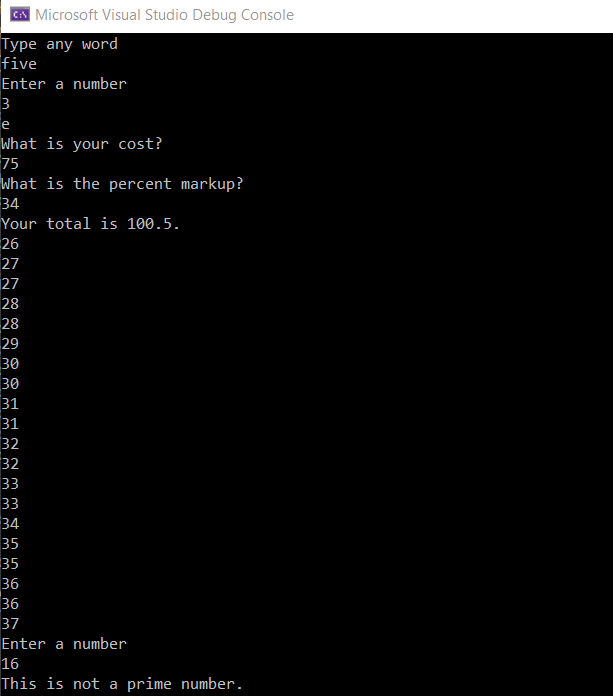 Microsoft Visual Studio Debug Console
Type any word
five
Enter a number
3
e
What is your cost?
75
What is the percent markup?
34
Your total is 100.5.
26
27
27
28
28
29
30
30
31
31
32
32
33
33
34
35
35
36
36
37
Enter a number
16
This is not a prime number.